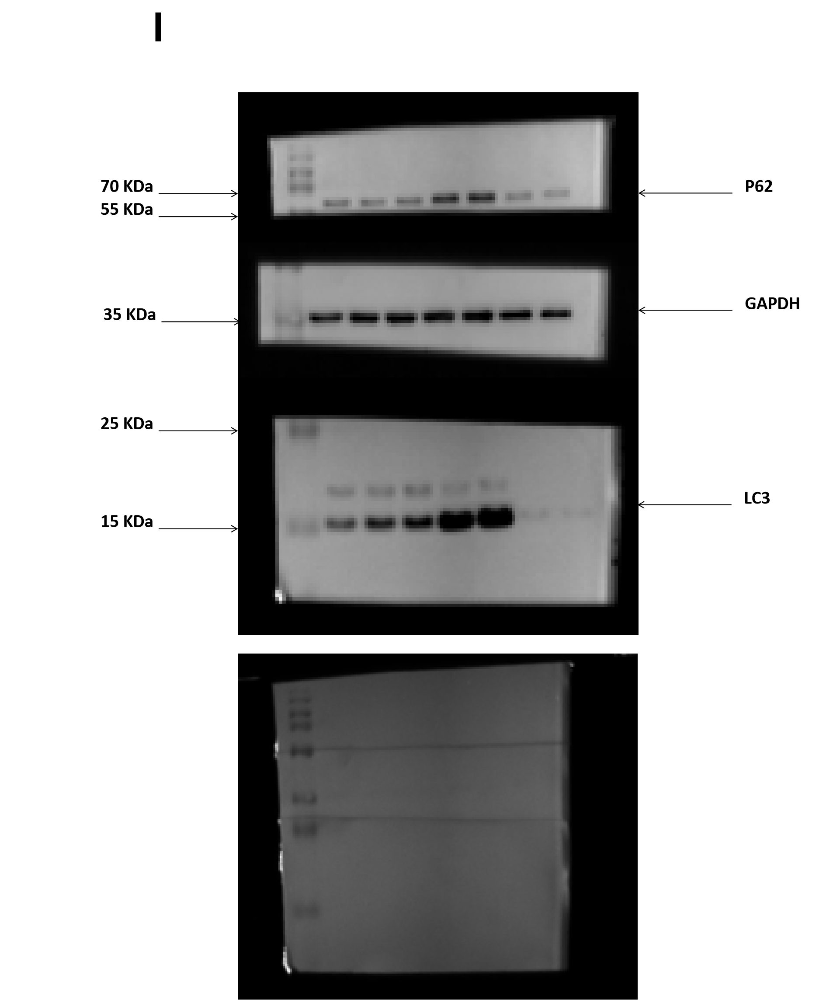 I
70 KDa
P62
55 KDa
35 KDa
GAPDH
25 KDa
LC3
15 KDa